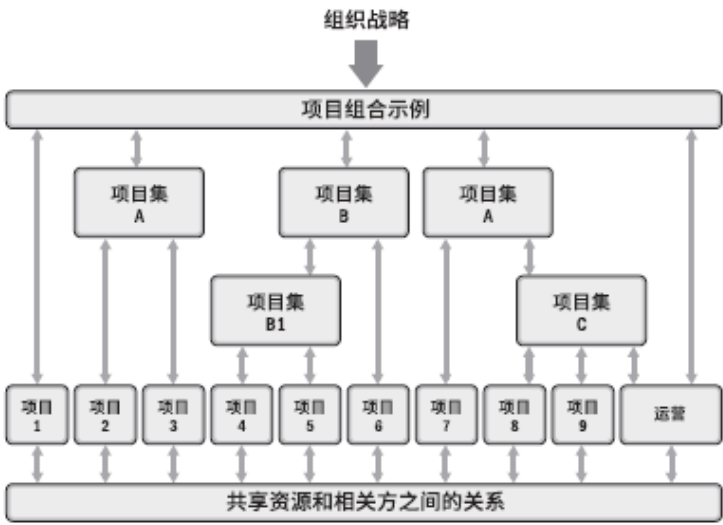 组织战略
项目组合示例
项目集
A
项目集
B
项目集
A
项目集
B1
项目集
C
项目
1
项目
2
项目
3
项目
4
项目
5
项目
6
项目
7
项目
8
项目
9
运营
共享资源和相关方之间的关系